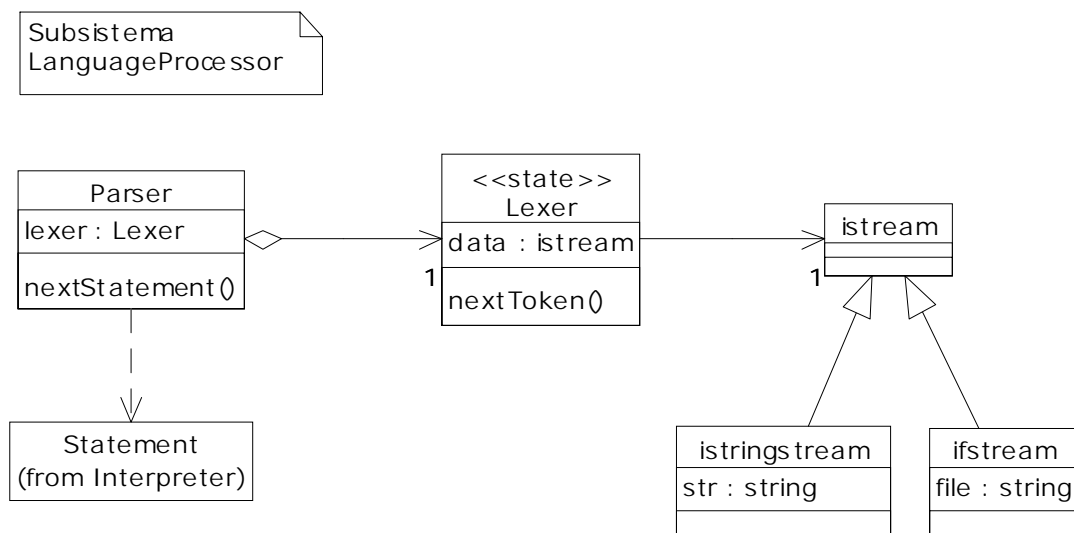 Subsistema
LanguageProcessor
Parser
lexer : Lexer
nextStatement()
<<state>>
Lexer
data : istream
nextToken()
1
istream
1
Statement
(from Interpreter)
istringstream
str : string
ifstream
file : string